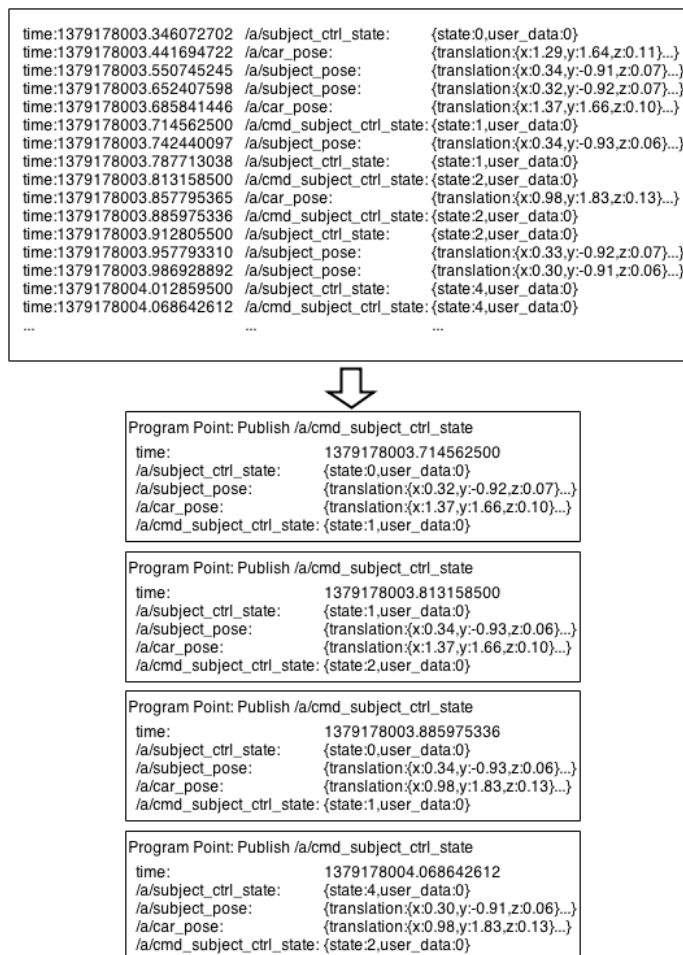 time:1379178003.346072702 /a/subject_ctrl_state: {state:0,user_data:0}
time:1379178003.441694722 /a/car_pose: {translation:{x:1.29,y:1.64,z:0.11}...}
time:1379178003.550745245 /a/subject_pose: {translation:{x:0.34,y:-0.91,z:0.07}...}
time:1379178003.652407598 /a/subject_pose: {translation:{x:0.32,y:-0.92,z:0.07}...}
time:1379178003.685841446 /a/car_pose: {translation:{x:1.37,y:1.66,z:0.10}...}
time:1379178003.714562500 /a/cmd_subject_ctrl_state: {state:1,user_data:0}
time:1379178003.742440097 /a/subject_pose: {translation:{x:0.34,y:-0.93,z:0.06}...}
time:1379178003.787713038 /a/subject_ctrl_state: {state:1,user_data:0}
time:1379178003.813158500 /a/cmd_subject_ctrl_state: {state:2,user_data:0}
time:1379178003.857795365 /a/car_pose: {translation:{x:0.98,y:1.83,z:0.13}...}
time:1379178003.885975336 /a/cmd_subject_ctrl_state: {state:2,user_data:0}
time:1379178003.912805500 /a/subject_ctrl_state: {state:2,user_data:0}
time:1379178003.957793310 /a/subject_pose: {translation:{x:0.33,y:-0.92,z:0.07}...}
time:1379178003.986928892 /a/subject_pose: {translation:{x:0.30,y:-0.91,z:0.06}...}
time:1379178004.012859500 /a/subject_ctrl_state: {state:4,user_data:0}
time:1379178004.068642612 /a/cmd_subject_ctrl_state: {state:4,user_data:0}
... ... ...
Program Point: Publish /a/cmd_subject_ctrl_state
time: 1379178003.714562500
/a/subject_ctrl_state: {state:0,user_data:0}
/a/subject_pose: {translation:{x:0.32,y:-0.92,z:0.07}...}
/a/car_pose: {translation:{x:1.37,y:1.66,z:0.10}...}
/a/cmd_subject_ctrl_state: {state:1,user_data:0}
Program Point: Publish /a/cmd_subject_ctrl_state
time: 1379178003.813158500
/a/subject_ctrl_state: {state:1,user_data:0}
/a/subject_pose: {translation:{x:0.34,y:-0.93,z:0.06}...}
/a/car_pose: {translation:{x:1.37,y:1.66,z:0.10}...}
/a/cmd_subject_ctrl_state: {state:2,user_data:0}
Program Point: Publish /a/cmd_subject_ctrl_state
time: 1379178003.885975336
/a/subject_ctrl_state: {state:0,user_data:0}
/a/subject_pose: {translation:{x:0.34,y:-0.93,z:0.06}...}
/a/car_pose: {translation:{x:0.98,y:1.83,z:0.13}...}
/a/cmd_subject_ctrl_state: {state:1,user_data:0}
Program Point: Publish /a/cmd_subject_ctrl_state
time: 1379178004.068642612
/a/subject_ctrl_state: {state:4,user_data:0}
/a/subject_pose: {translation:{x:0.30,y:-0.91,z:0.06}...}
/a/car_pose: {translation:{x:0.98,y:1.83,z:0.13}...}
/a/cmd_subject_ctrl_state: {state:2,user_data:0}